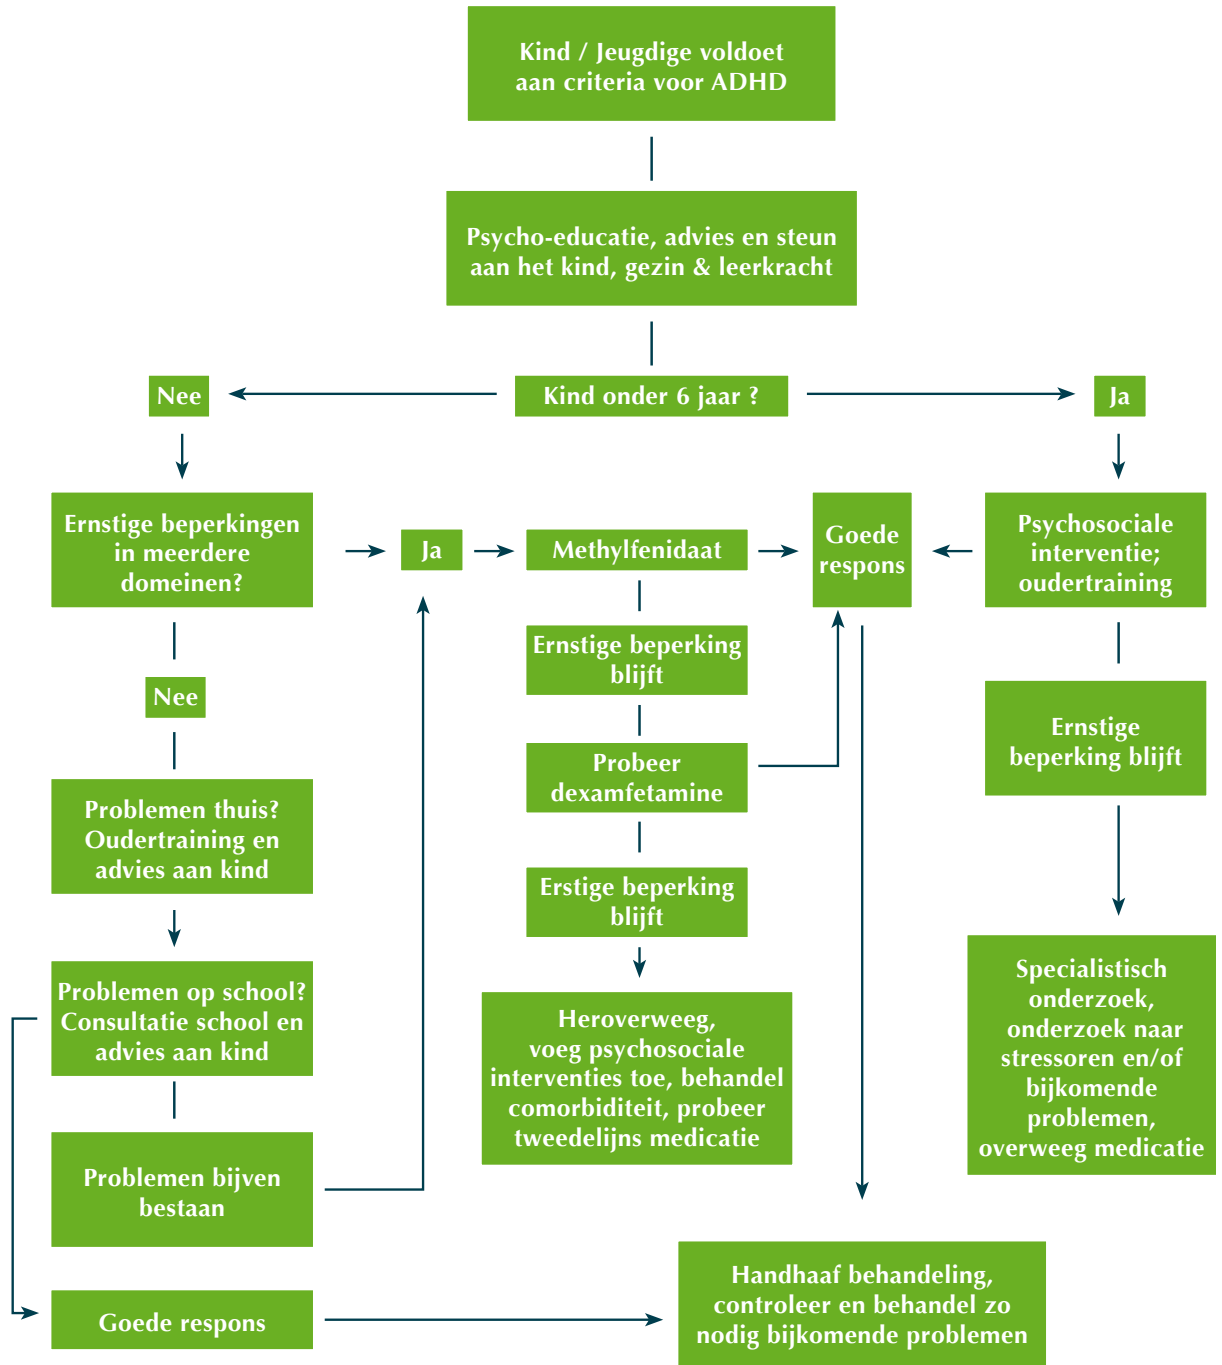 Kind / Jeugdige voldoet
aan criteria voor ADHD
Psycho-educatie, advies en steun
aan het kind, gezin & leerkracht
Nee
Kind onder 6 jaar ?
Ja
Ernstige beperkingen
in meerdere
domeinen?
Ja
Methylfenidaat
Goede
respons
Psychosociale
interventie;
oudertraining
Ernstige beperking
blijft
Nee
Ernstige
beperking blijft
Probeer
dexamfetamine
Problemen thuis?
Oudertraining en
advies aan kind
Erstige beperking
blijft
Problemen op school?
Consultatie school en
advies aan kind
Heroverweeg,
voeg psychosociale
interventies toe, behandel
comorbiditeit, probeer
tweedelijns medicatie
Specialistisch
onderzoek,
onderzoek naar
stressoren en/of
bijkomende
problemen,
overweeg medicatie
Problemen bijven
bestaan
Goede respons
Handhaaf behandeling,
controleer en behandel zo
nodig bijkomende problemen